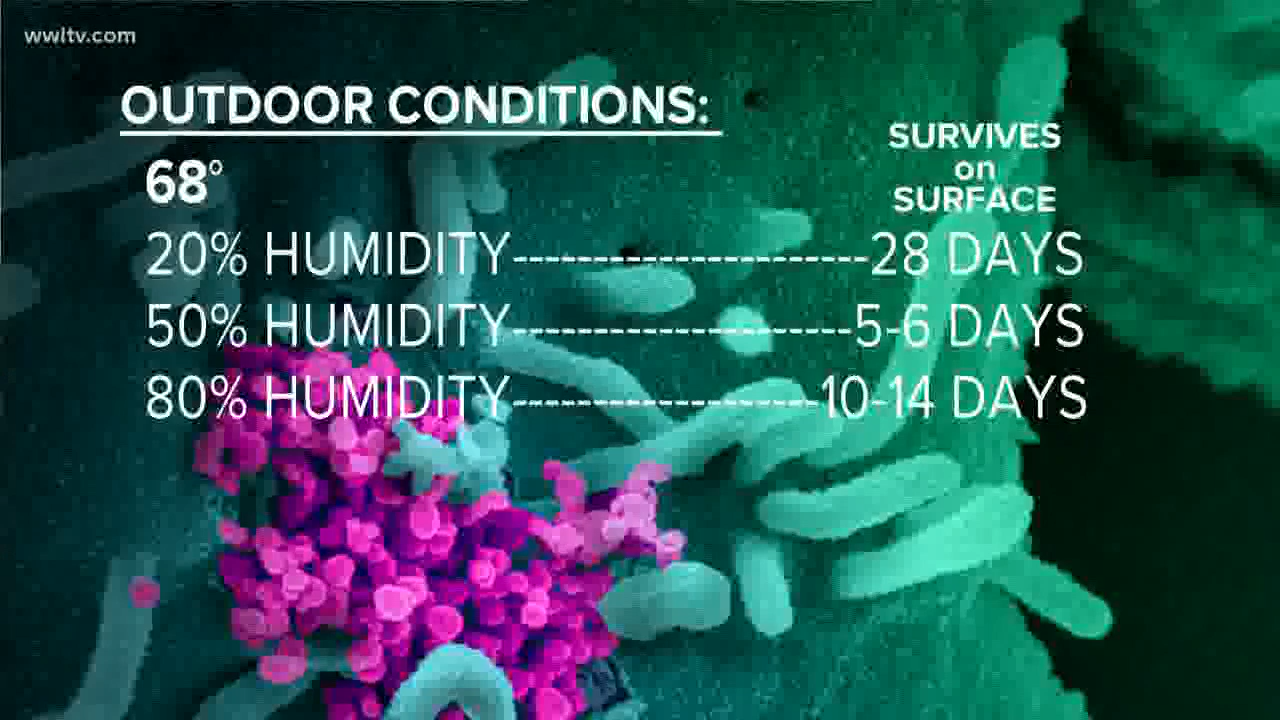 wwltv.com
OUTDOOR CONDITIONS:
68°
SURVIVES
on
SURFACE
20% HUMIDITY--------------------28 DAYS
50% HUMIDITY-------------------5-6 DAYS
80% HUMIDITY-----------------10-14 DAYS